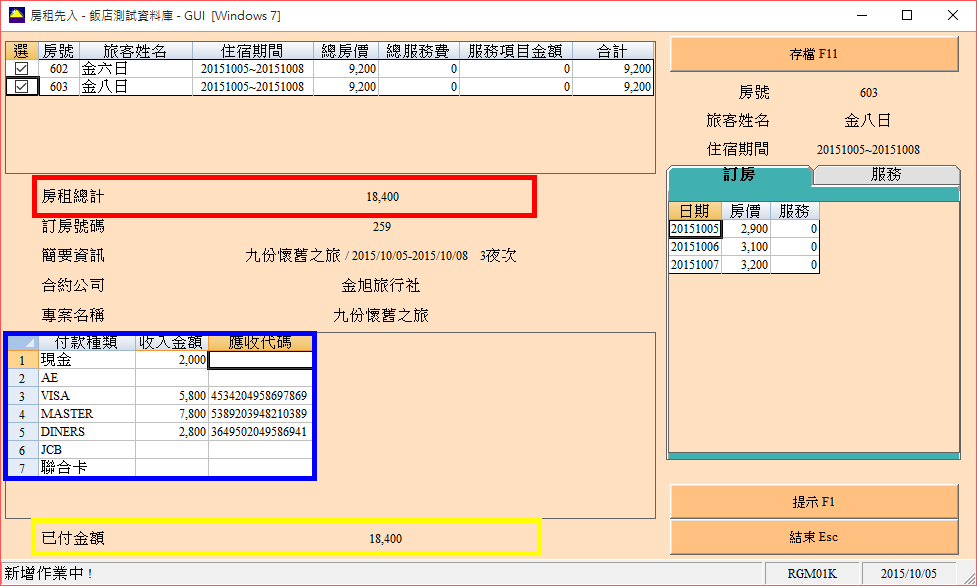 房租先入 - 飯店測試資料庫 - GUI [Windows 7]
選 房號 旅客姓名 住宿期間 總房價 總服務費 服務項目金額 合計
602 金六日 20151005~20151008 9,200 0 0 9,200
603 金八日 20151005~20151008 9,200 0 0 9,200
房租總計 18,400
訂房號碼 259
簡要資訊 九份懷舊之旅 / 2015/10/05-2015/10/08 3夜次
合約公司 金旭旅行社
專案名稱 九份懷舊之旅
付款種類 收入金額 應收代碼
1 現金 2,000
2 AE
3 VISA 5,800 4534204958697869
4 MASTER 7,800 5389203948210389
5 DINERS 2,800 3649502049586941
6 JCB
7 聯合卡
已付金額 18,400
存檔 F11
房號 603
旅客姓名 金八日
住宿期間 20151005~20151008
訂房 服務
日期 房價 服務
20151005 2,900 0
20151006 3,100 0
20151007 3,200 0
提示 F1
結束 Esc
新增作業中！ RGM01K 2015/10/05